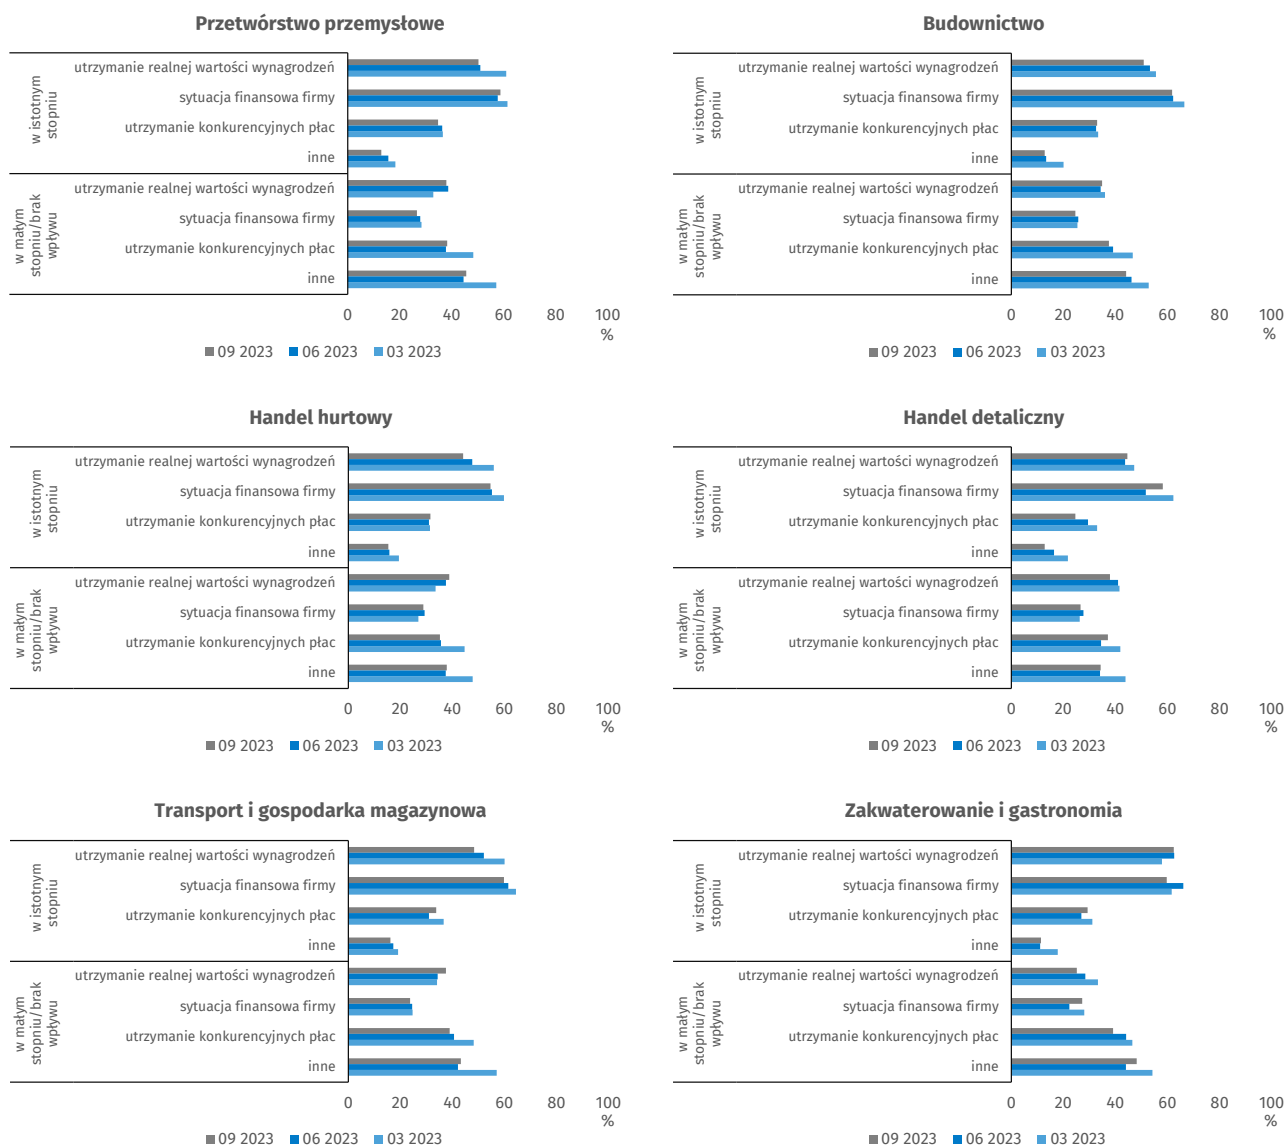 Przetwórstwo przemysłowe
w istotnym
stopniu
utrzymanie realnej wartości wynagrodzeń
sytuacja finansowa firmy
utrzymanie konkurencyjnych płac
inne
w małym
stopniu/brak
wpływu
utrzymanie realnej wartości wynagrodzeń
sytuacja finansowa firmy
utrzymanie konkurencyjnych płac
inne
0 20 40 60 80 100
%
09 2023 06 2023 03 2023
Budownictwo
w istotnym
stopniu
utrzymanie realnej wartości wynagrodzeń
sytuacja finansowa firmy
utrzymanie konkurencyjnych płac
inne
w małym
stopniu/brak
wpływu
utrzymanie realnej wartości wynagrodzeń
sytuacja finansowa firmy
utrzymanie konkurencyjnych płac
inne
0 20 40 60 80 100
%
09 2023 06 2023 03 2023
Handel hurtowy
w istotnym
stopniu
utrzymanie realnej wartości wynagrodzeń
sytuacja finansowa firmy
utrzymanie konkurencyjnych płac
inne
w małym
stopniu/brak
wpływu
utrzymanie realnej wartości wynagrodzeń
sytuacja finansowa firmy
utrzymanie konkurencyjnych płac
inne
0 20 40 60 80 100
%
09 2023 06 2023 03 2023
Handel detaliczny
w istotnym
stopniu
utrzymanie realnej wartości wynagrodzeń
sytuacja finansowa firmy
utrzymanie konkurencyjnych płac
inne
w małym
stopniu/brak
wpływu
utrzymanie realnej wartości wynagrodzeń
sytuacja finansowa firmy
utrzymanie konkurencyjnych płac
inne
0 20 40 60 80 100
%
09 2023 06 2023 03 2023
Transport i gospodarka magazynowa
w istotnym
stopniu
utrzymanie realnej wartości wynagrodzeń
sytuacja finansowa firmy
utrzymanie konkurencyjnych płac
inne
w małym
stopniu/brak
wpływu
utrzymanie realnej wartości wynagrodzeń
sytuacja finansowa firmy
utrzymanie konkurencyjnych płac
inne
0 20 40 60 80 100
%
09 2023 06 2023 03 2023
Zakwaterowanie i gastronomia
w istotnym
stopniu
utrzymanie realnej wartości wynagrodzeń
sytuacja finansowa firmy
utrzymanie konkurencyjnych płac
inne
w małym
stopniu/brak
wpływu
utrzymanie realnej wartości wynagrodzeń
sytuacja finansowa firmy
utrzymanie konkurencyjnych płac
inne
0 20 40 60 80 100
%
09 2023 06 2023 03 2023